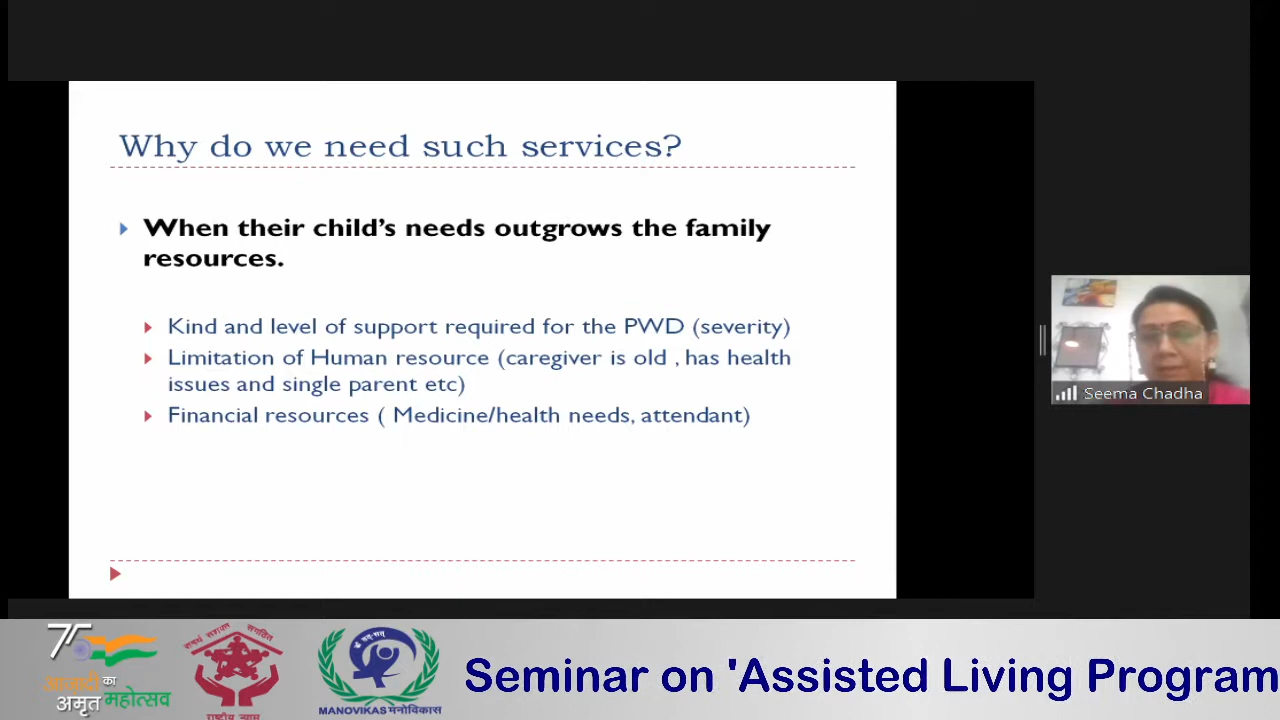 Why do we need such services?
When their child's needs outgrows the family
resources.
Kind and level of support required for the PWD (severity)
Limitation of Human resource (caregiver is old , has health
issues and single parent etc)
Financial resources ( Medicine/health needs, attendant)
Seema Chadha
75
आज़ादी का
अमृत महोत्सव
राष्ट्रीय न्यास
MANOVIKAS मनोविकास
Seminar on 'Assisted Living Program